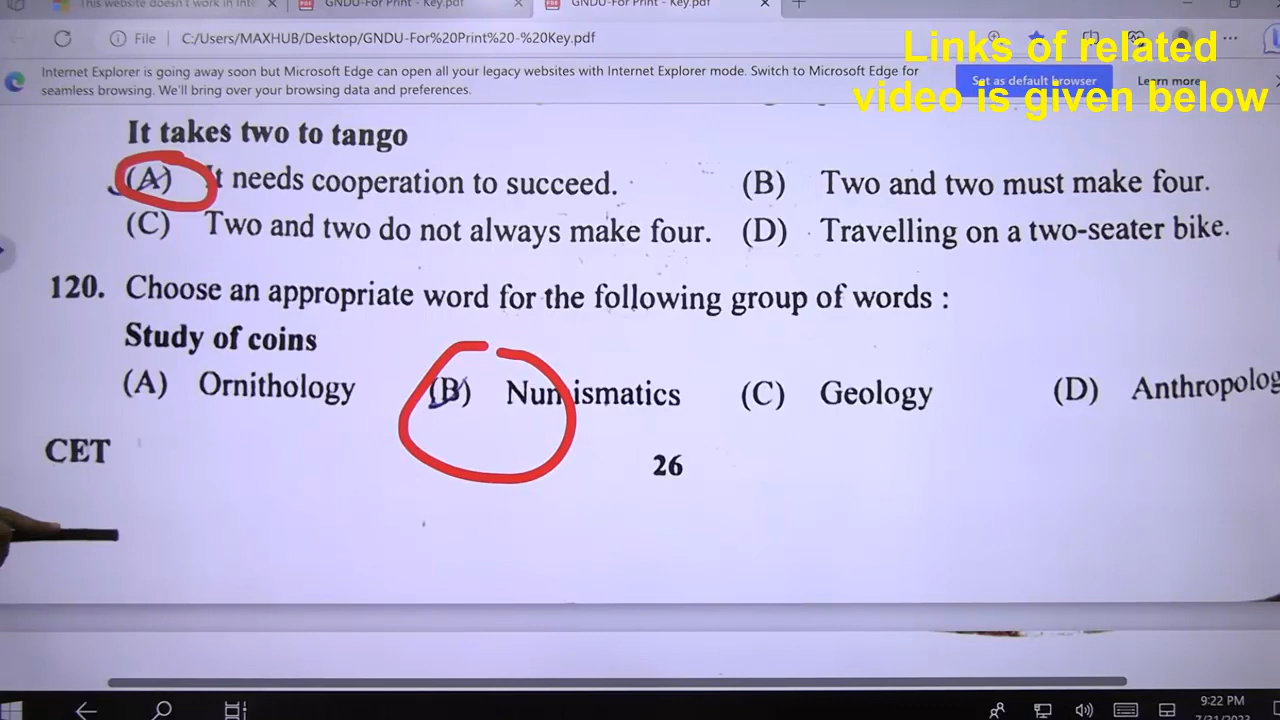 This website doesn't work in Inte
GNDU-For Print - Key.pdf
GNDU-For Print - Key.pdf
File C:/Users/MAXHUB/Desktop/GNDU-For%20Print%20-%20Key.pdf
Links of related
Internet Explorer is going away soon but Microsoft Edge can open all your legacy websites with Internet Explorer mode. Switch to Microsoft Edge for
seamless browsing. We'll bring over your browsing data and preferences.
Set as default browser Learn more
video is given below
It takes two to tango
(A) It needs cooperation to succeed. (B) Two and two must make four.
(C) Two and two do not always make four. (D) Travelling on a two-seater bike.
120. Choose an appropriate word for the following group of words :
Study of coins
(A) Ornithology (B) Numismatics (C) Geology (D) Anthropolog
CET
26
9:22 PM